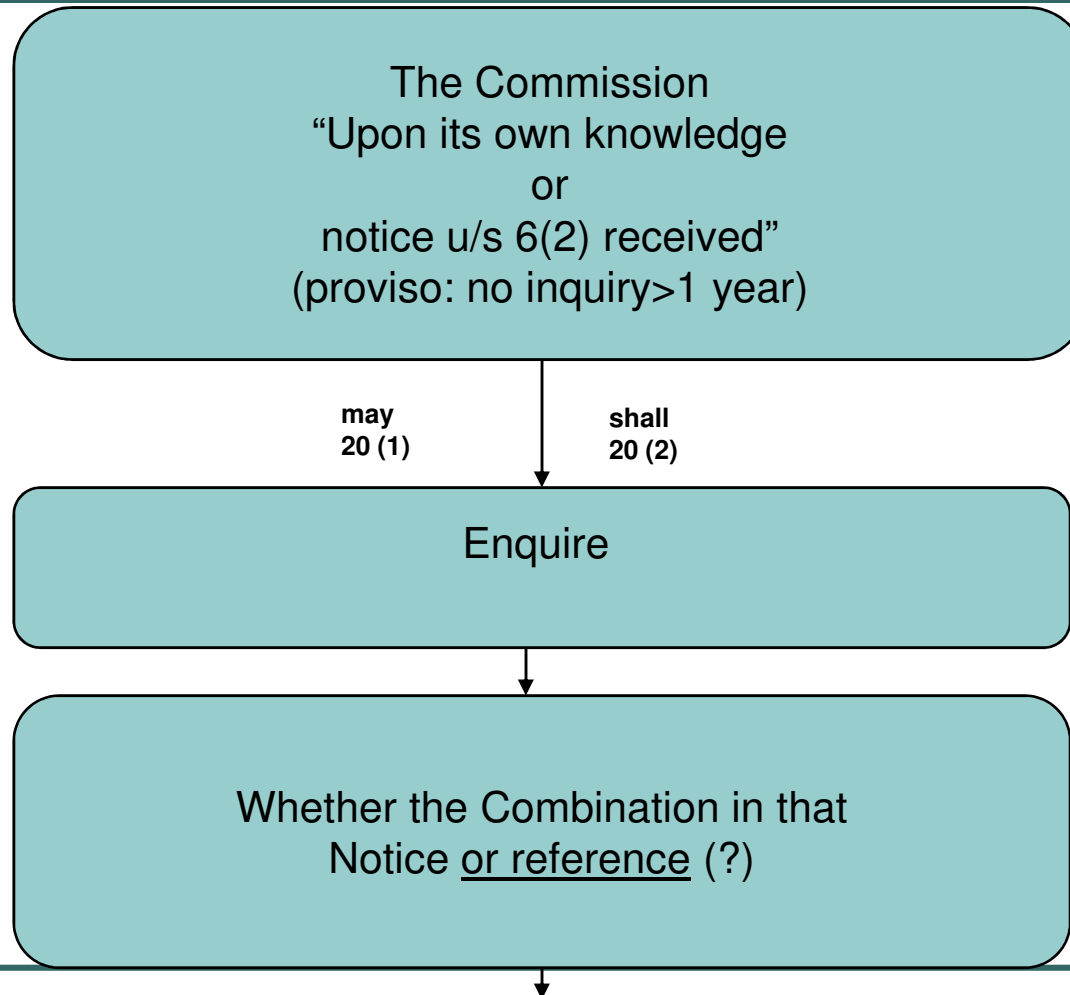 The Commission
“Upon its own knowledge
or
notice u/s 6(2) received”
(proviso: no inquiry>1 year)
may
20 (1)
shall
20 (2)
Enquire
Whether the Combination in that
Notice or reference (?)